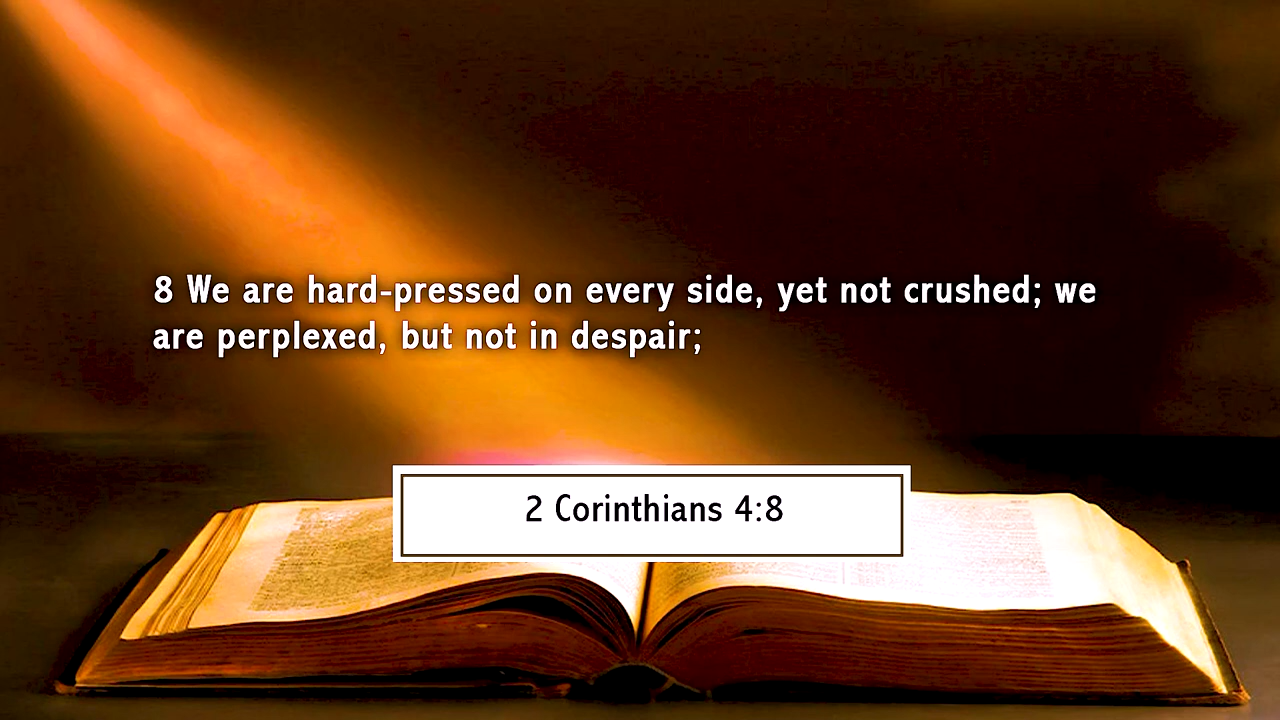 8 We are hard-pressed on every side, yet not crushed; we
are perplexed, but not in despair;
2 Corinthians 4:8